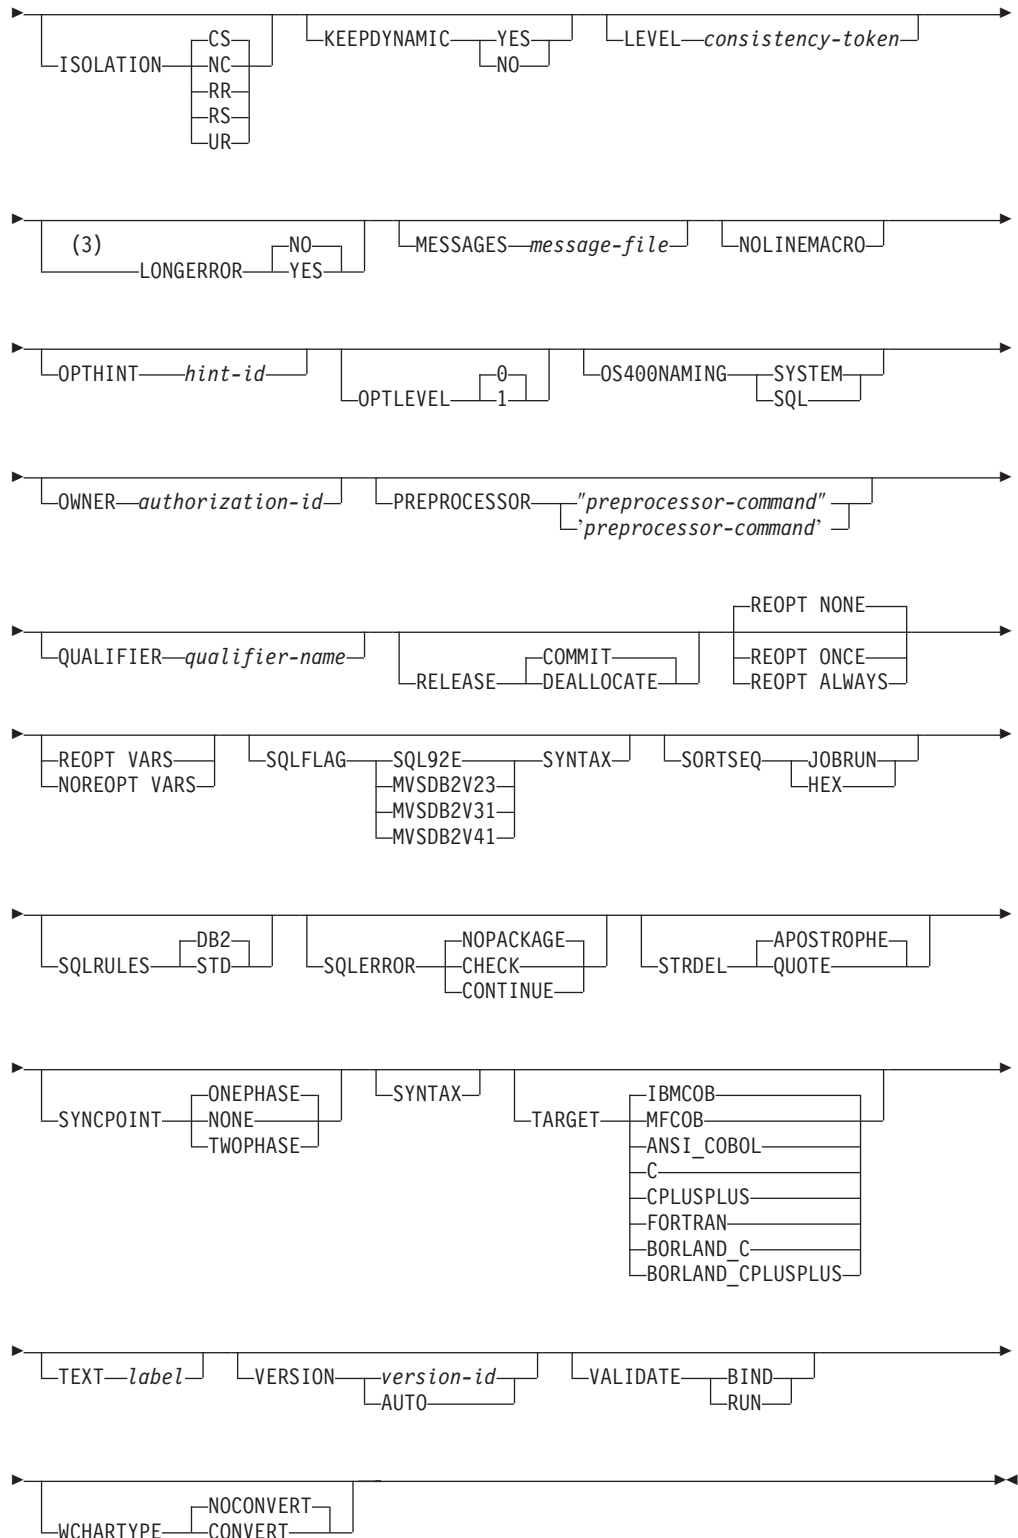 CS
ISOLATION NC
RR
RS
UR
KEEPDYNAMIC YES
NO
LEVEL consistency-token
(3)
NO
LONGERROR YES
MESSAGES message-file
NOLINEMACRO
OPTHINT hint-id
0
OPTLEVEL 1
OS400NAMING SYSTEM
SQL
OWNER authorization-id
PREPROCESSOR "preprocessor-command"
'preprocessor-command'
QUALIFIER qualifier-name
COMMIT
RELEASE DEALLOCATE
REOPT NONE
REOPT ONCE
REOPT ALWAYS
REOPT VARS
NOREOPT VARS
SQLFLAG SQL92E SYNTAX
MVSDB2V23
MVSDB2V31
MVSDB2V41
SORTSEQ JOBRUN
HEX
DB2
SQLRULES STD
NOPACKAGE
SQLERROR CHECK
CONTINUE
APOSTROPHE
STRDEL QUOTE
ONEPHASE
SYNCPOINT NONE
TWOPHASE
SYNTAX
IBMCOB
TARGET MFCOB
ANSI_COBOL
C
CPLUSPLUS
FORTRAN
BORLAND_C
BORLAND_CPLUSPLUS
TEXT label
VERSION version-id
AUTO
VALIDATE BIND
RUN
NOCONVERT
WCHARTYPE CONVERT